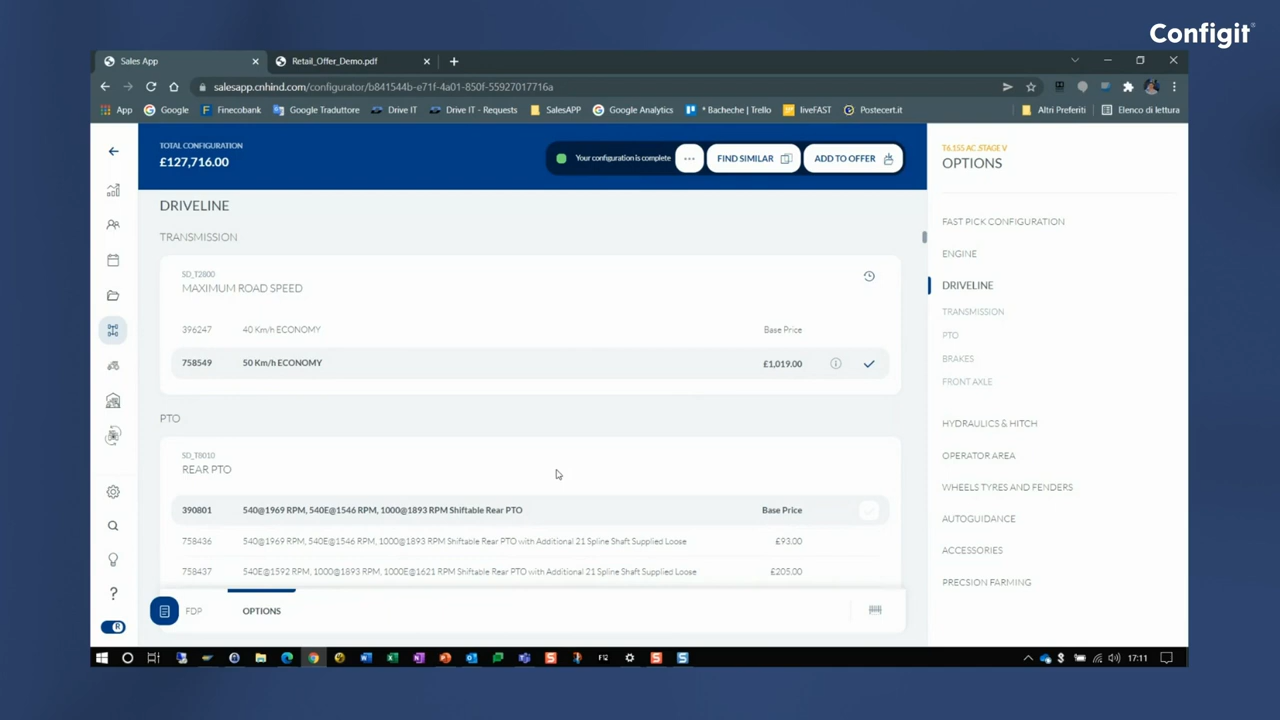 Configit
Sales App
Retail_Offer_Demo.pdf
salesapp.cnhind.com/configurator/b841544b-e71f-4a01-850f-55927017716a
App
Google
Finecobank
Google Traduttore
Drive IT
Drive IT - Requests
SalesAPP
Google Analytics
* Bacheche | Trello
liveFAST
Postecert.it
Altri Preferiti
Elenco di lettura
TOTAL CONFIGURATION
£127,716.00
Your configuration is complete
FIND SIMILAR
ADD TO OFFER
T6.155 AC .STAGE V
OPTIONS
DRIVELINE
TRANSMISSION
SD_T2800
MAXIMUM ROAD SPEED
396247 40 Km/h ECONOMY Base Price
758549 50 Km/h ECONOMY £1,019.00
PTO
SD_T8010
REAR PTO
390801 540@1969 RPM, 540E@1546 RPM, 1000@1893 RPM Shiftable Rear PTO Base Price
758436 540@1969 RPM, 540E@1546 RPM, 1000@1893 RPM Shiftable Rear PTO with Additional 21 Spline Shaft Supplied Loose £93.00
758437 540E@1592 RPM, 1000@1893 RPM, 1000E@1621 RPM Shiftable Rear PTO with Additional 21 Spline Shaft Supplied Loose £205.00
FDP
OPTIONS
FAST PICK CONFIGURATION
ENGINE
DRIVELINE
TRANSMISSION
PTO
BRAKES
FRONT AXLE
HYDRAULICS & HITCH
OPERATOR AREA
WHEELS TYRES AND FENDERS
AUTOGUIDANCE
ACCESSORIES
PRECSION FARMING
R
17:11